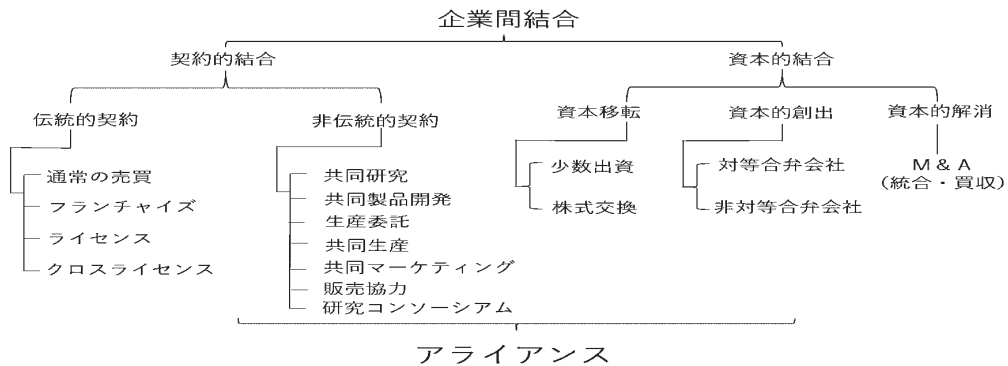 企業間結合
契約的結合
資本的結合
伝統的契約
非伝統的契約
資本移転
資本的創出
資本的解消
通常の売買
フランチャイズ
ライセンス
クロスライセンス
共同研究
共同製品開発
生産委託
共同生産
共同マーケティング
販売協力
研究コンソーシアム
少数出資
株式交換
対等合弁会社
非対等合弁会社
M & A
(統合・買収)
アライアンス